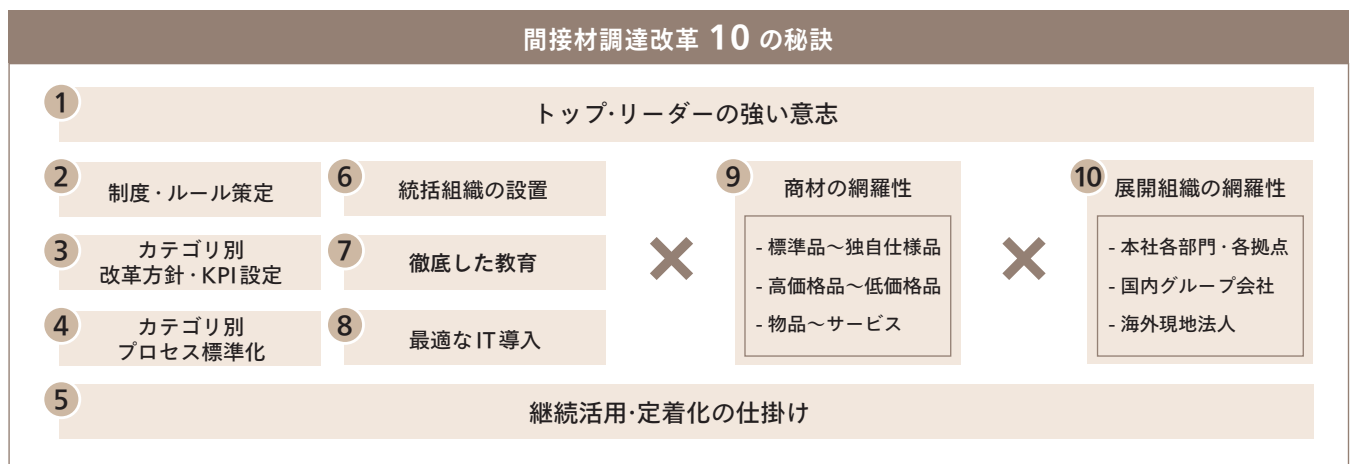 間接材調達改革 10 の秘訣
1
トップ・リーダーの強い意志
2
制度・ルール策定
6
統括組織の設置
3
カテゴリ別
改革方針・KPI設定
7
徹底した教育
4
カテゴリ別
プロセス標準化
8
最適なIT導入
×
9
商材の網羅性
- 標準品～独自仕様品
- 高価格品～低価格品
- 物品～サービス
×
10
展開組織の網羅性
- 本社各部門・各拠点
- 国内グループ会社
- 海外現地法人
5
継続活用・定着化の仕掛け